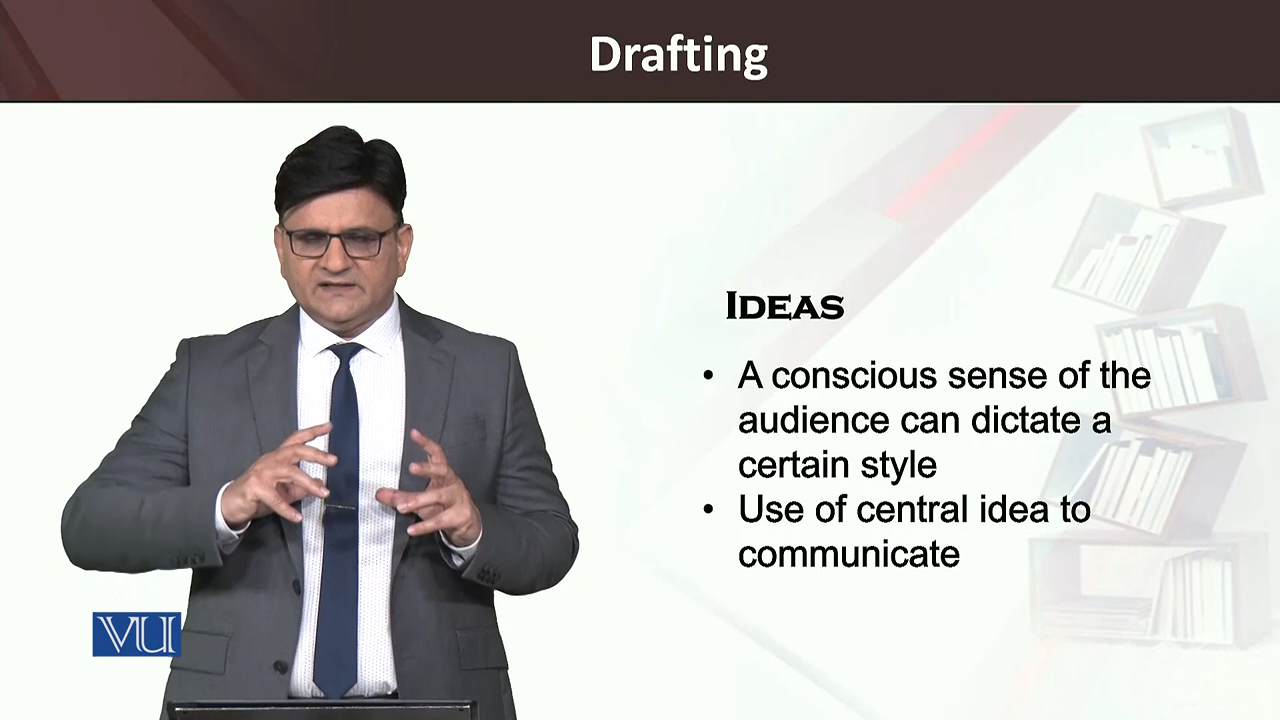 Drafting
IDEAS
• A conscious sense of the
audience can dictate a
certain style
• Use of central idea to
communicate
VU